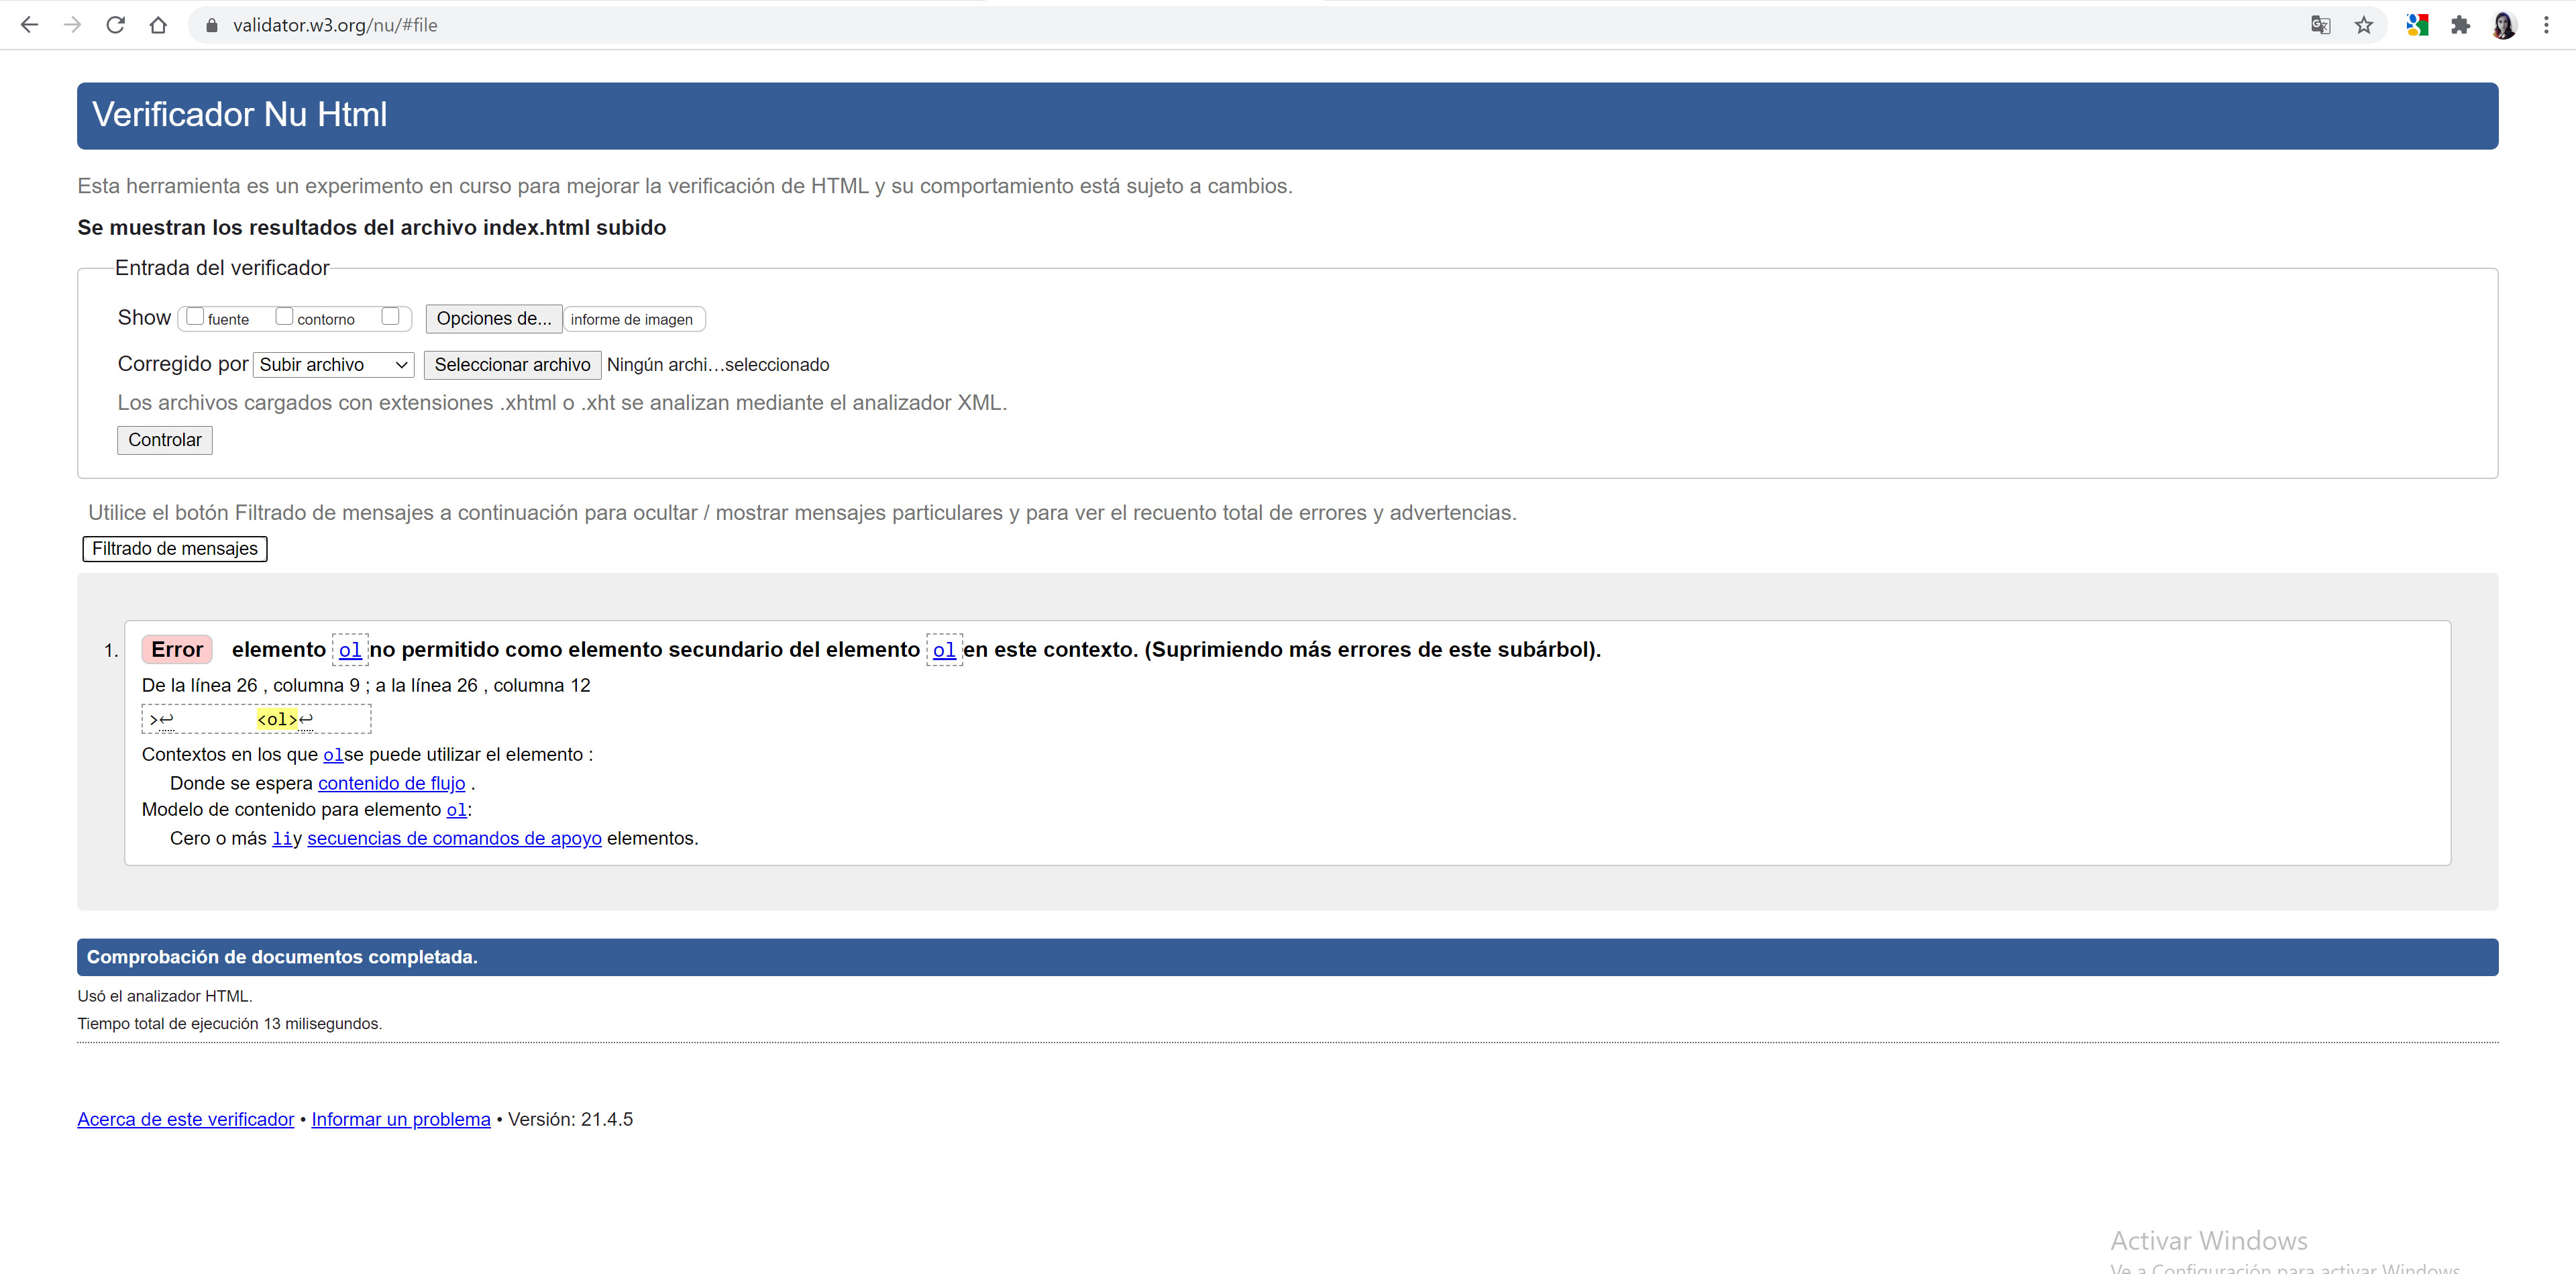 validator.w3.org/nu/#file
Verificador Nu Html
Esta herramienta es un experimento en curso para mejorar la verificación de HTML y su comportamiento está sujeto a cambios.
Se muestran los resultados del archivo index.html subido
Entrada del verificador
Show fuente contorno Opciones de... informe de imagen
Corregido por Subir archivo Seleccionar archivo Ningún archi…seleccionado
Los archivos cargados con extensiones .xhtml o .xht se analizan mediante el analizador XML.
Controlar
Utilice el botón Filtrado de mensajes a continuación para ocultar / mostrar mensajes particulares y para ver el recuento total de errores y advertencias.
Filtrado de mensajes
1. Error elemento ol no permitido como elemento secundario del elemento ol en este contexto. (Suprimiendo más errores de este subárbol).
De la línea 26 , columna 9 ; a la línea 26 , columna 12
>↩ <ol>↩
Contextos en los que olse puede utilizar el elemento :
Donde se espera contenido de flujo .
Modelo de contenido para elemento ol:
Cero o más liy secuencias de comandos de apoyo elementos.
Comprobación de documentos completada.
Usó el analizador HTML.
Tiempo total de ejecución 13 milisegundos.
Acerca de este verificador • Informar un problema • Versión: 21.4.5
Activar Windows
Ve a Configuración para activar Windows